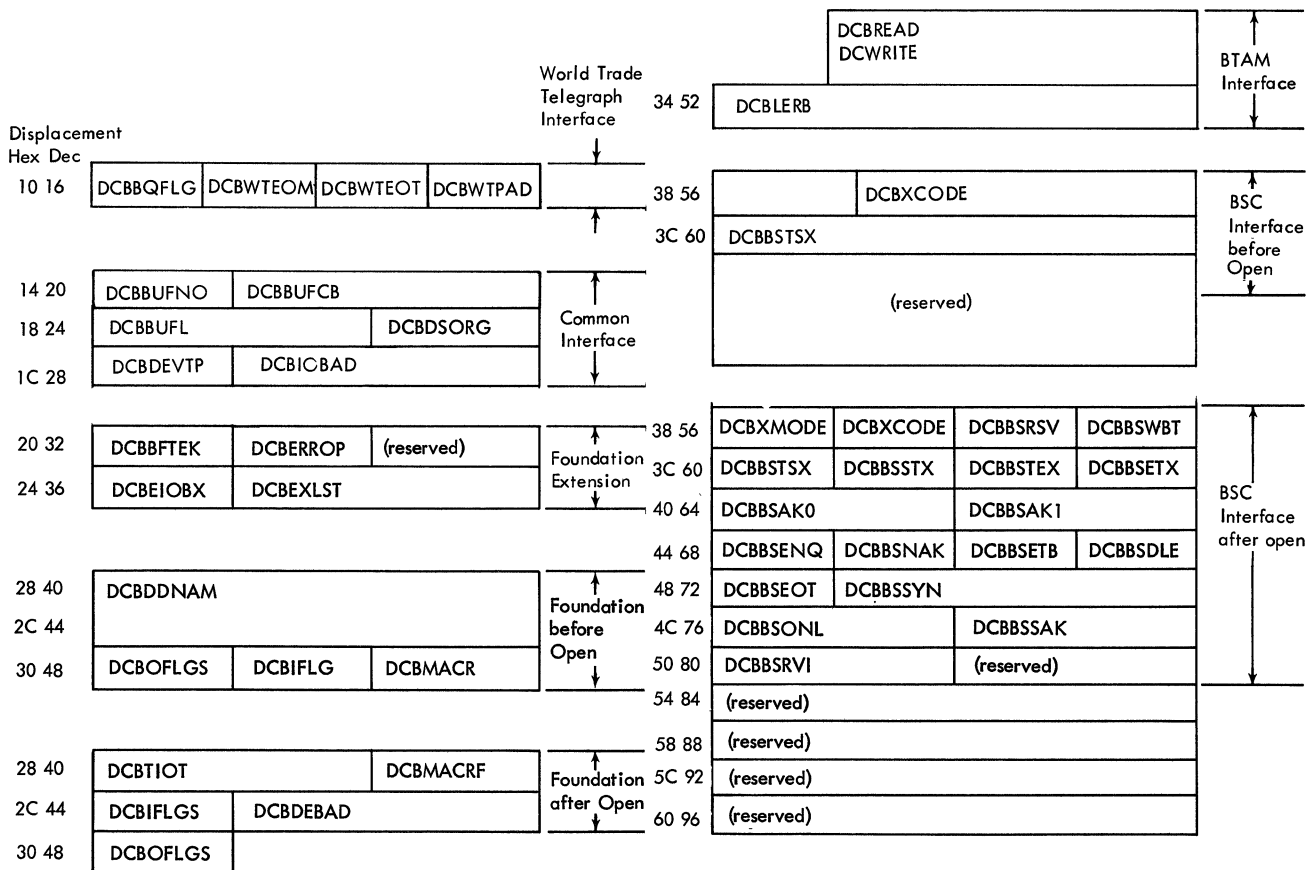 World Trade
Telegraph
Interface
Displacement
Hex Dec
10 16 DCBBQFLG DCBWTEOM DCBWTEOT DCBWTPAD
14 20 DCBBUFNO DCBBUFCB
18 24 DCBBUFL DCBDSORG
1C 28 DCBDEVTP DCBIOBAD
Common
Interface
20 32 DCBBFTEK DCBERROP (reserved)
24 36 DCBEIOBX DCBEXLST
Foundation
Extension
28 40 DCBDDNAM
2C 44
30 48 DCBOFLGS DCBIFLG DCBMACR
Foundation
before
Open
28 40 DCBTIOT DCBMACRF
2C 44 DCBIFLGS DCBDEBAD
30 48 DCBOFLGS
Foundation
after Open
DCBREAD
DCWRITE
34 52 DCBLERB
BTAM
Interface
38 56 DCBXCODE
3C 60 DCBBSTSX
(reserved)
BSC
Interface
before
Open
38 56 DCBXMODE DCBXCODE DCBBSRSV DCBBSWBT
3C 60 DCBBSTSX DCBBSSTX DCBBSTEX DCBBSETX
40 64 DCBBSAK0 DCBBSAK1
44 68 DCBBSENQ DCBBSNAK DCBBSETB DCBBSDLE
48 72 DCBBSEOT DCBBSSYN
4C 76 DCBBSONL DCBBSSAK
50 80 DCBBSRVI (reserved)
54 84 (reserved)
58 88 (reserved)
5C 92 (reserved)
60 96 (reserved)
BSC
Interface
after open